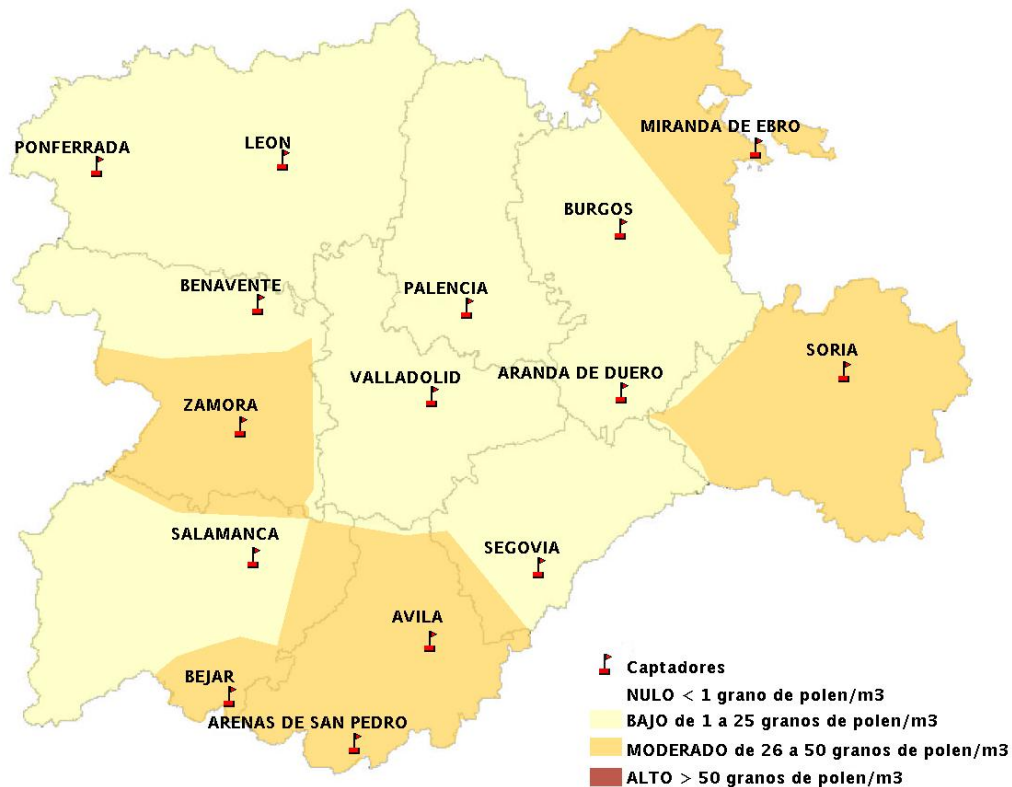 MIRANDA DE EBRO
PONFERRADA
LEON
BURGOS
BENAVENTE
PALENCIA
SORIA
VALLADOLID
ARANDA DE DUERO
ZAMORA
SALAMANCA
SEGOVIA
AVILA
BEJAR
ARENAS DE SAN PEDRO
Captadores
NULO < 1 grano de polen/m3
BAJO de 1 a 25 granos de polen/m3
MODERADO de 26 a 50 granos de polen/m3
ALTO > 50 granos de polen/m3